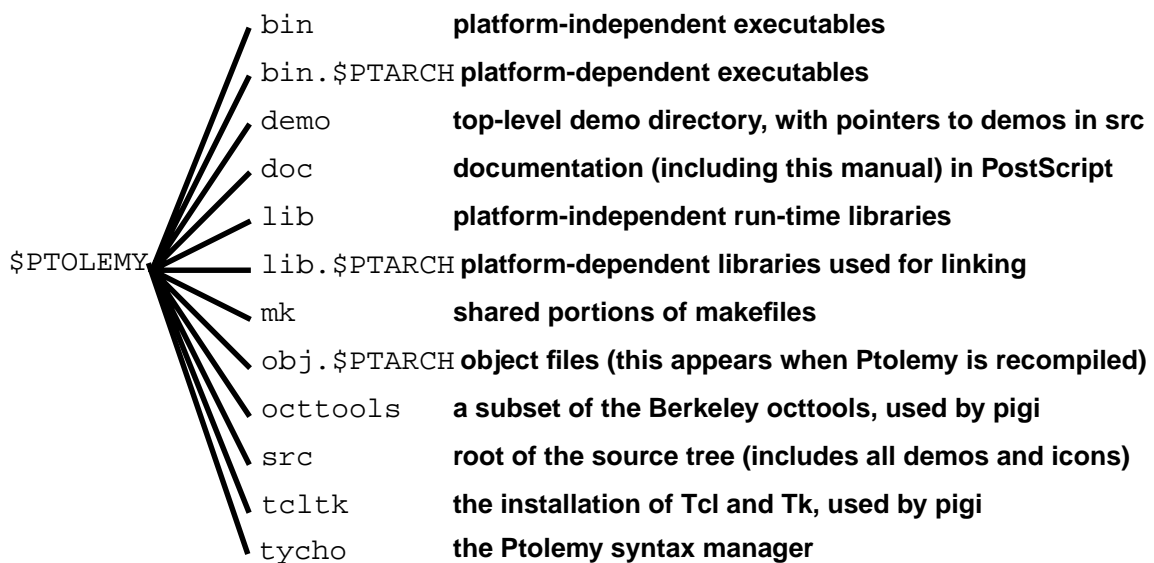 bin platform-independent executables
bin.$PTARCH platform-dependent executables
demo top-level demo directory, with pointers to demos in src
doc documentation (including this manual) in PostScript
lib platform-independent run-time libraries
$PTOLEMY lib.$PTARCH platform-dependent libraries used for linking
mk shared portions of makefiles
obj.$PTARCH object files (this appears when Ptolemy is recompiled)
octtools a subset of the Berkeley octtools, used by pigi
src root of the source tree (includes all demos and icons)
tcltk the installation of Tcl and Tk, used by pigi
tycho the Ptolemy syntax manager